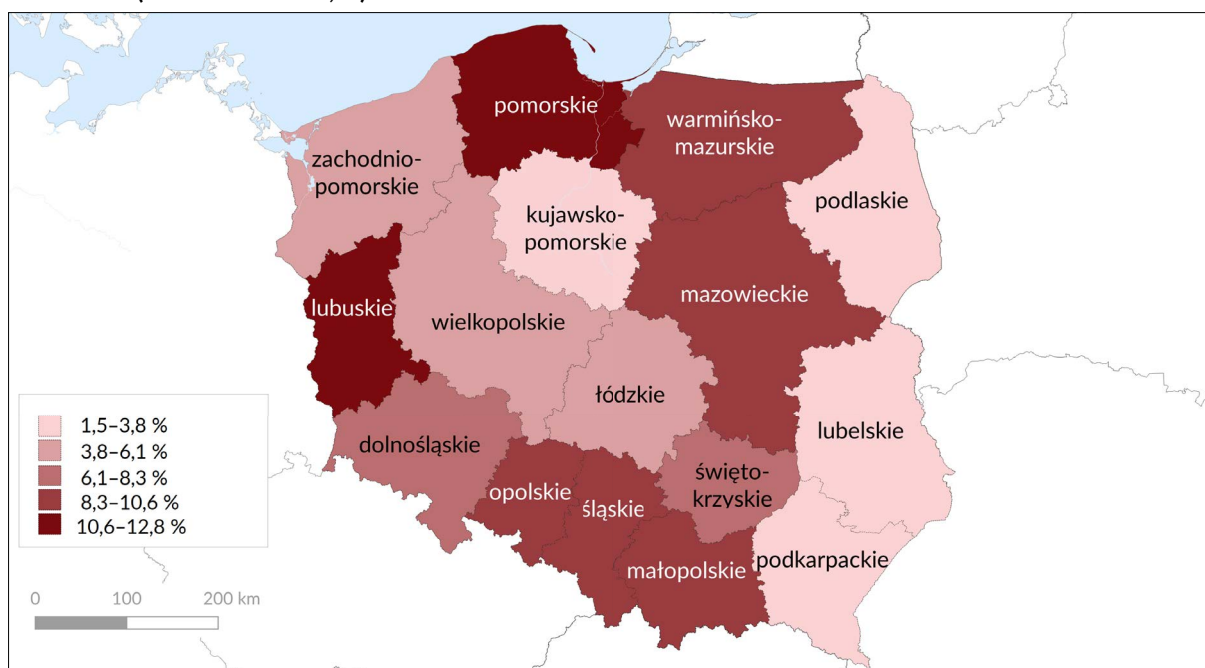 pomorskie
warmińsko-
mazurskie
zachodnio-
pomorskie
podlaskie
kujawsko-
pomorskie
mazowieckie
lubuskie
wielkopolskie
łódzkie
lubelskie
dolnośląskie
święto-
krzyskie
opolskie
śląskie
małopolskie
podkarpackie
1,5–3,8 %
3,8–6,1 %
6,1–8,3 %
8,3–10,6 %
10,6–12,8 %
0 100 200 km